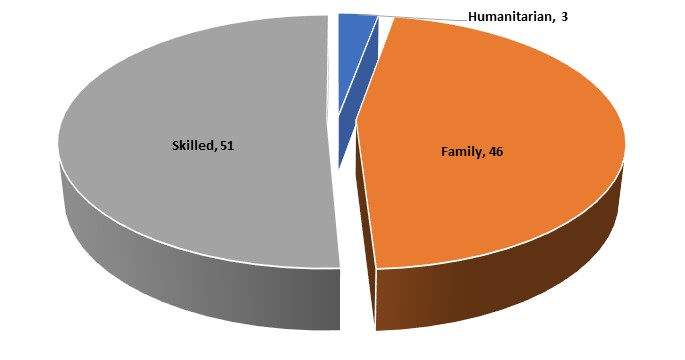 Humanitarian, 3
Skilled, 51
Family, 46